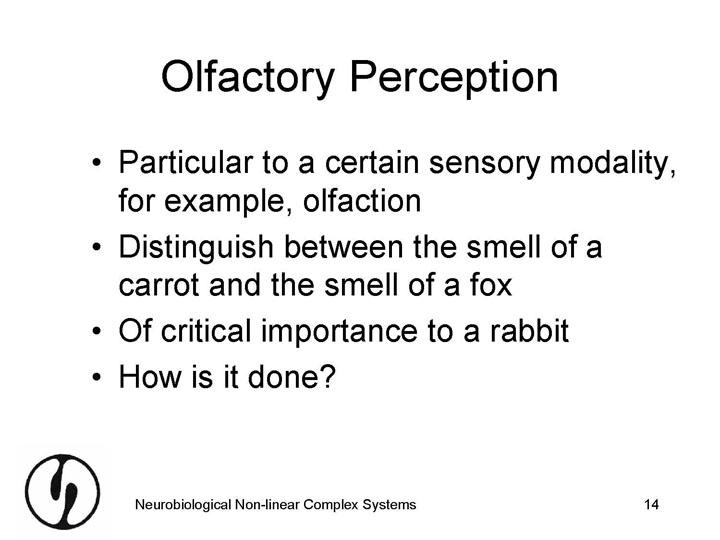 Olfactory Perception
• Particular to a certain sensory modality,
for example, olfaction
• Distinguish between the smell of a
carrot and the smell of a fox
• Of critical importance to a rabbit
• How is it done?
Neurobiological Non-linear Complex Systems
14